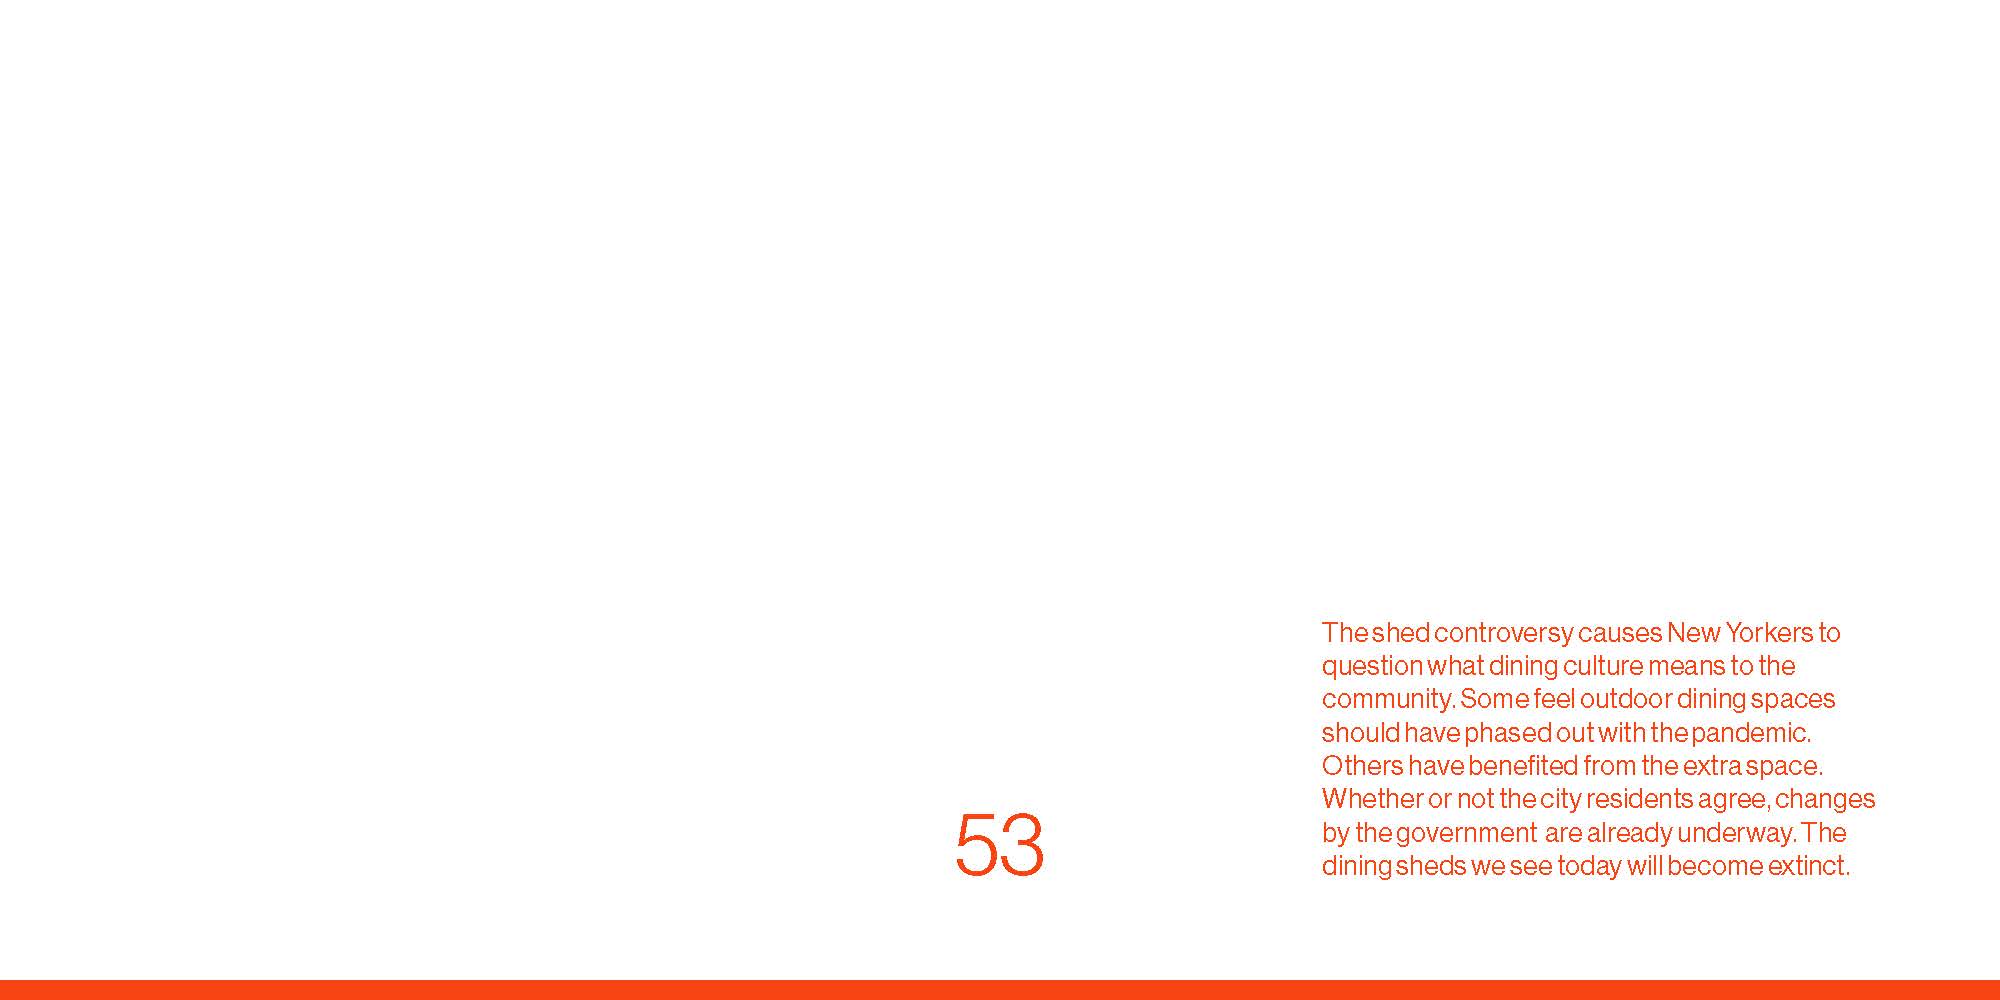 53
The shed controversy causes New Yorkers to
question what dining culture means to the
community. Some feel outdoor dining spaces
should have phased out with the pandemic.
Others have benefited from the extra space.
Whether or not the city residents agree, changes
by the government are already underway. The
dining sheds we see today will become extinct.